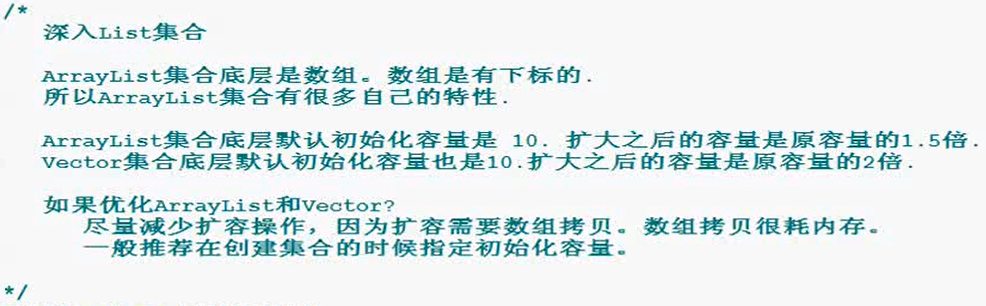 /*
深入List集合
ArrayList集合底层是数组。数组是有下标的.
所以ArrayList集合有很多自己的特性.
ArrayList集合底层默认初始化容量是 10. 扩大之后的容量是原容量的1.5倍.
Vector集合底层默认初始化容量也是10.扩大之后的容量是原容量的2倍.
如果优化ArrayList和Vector?
尽量减少扩容操作，因为扩容需要数组拷贝。数组拷贝很耗内存。
一般推荐在创建集合的时候指定初始化容量。
*/